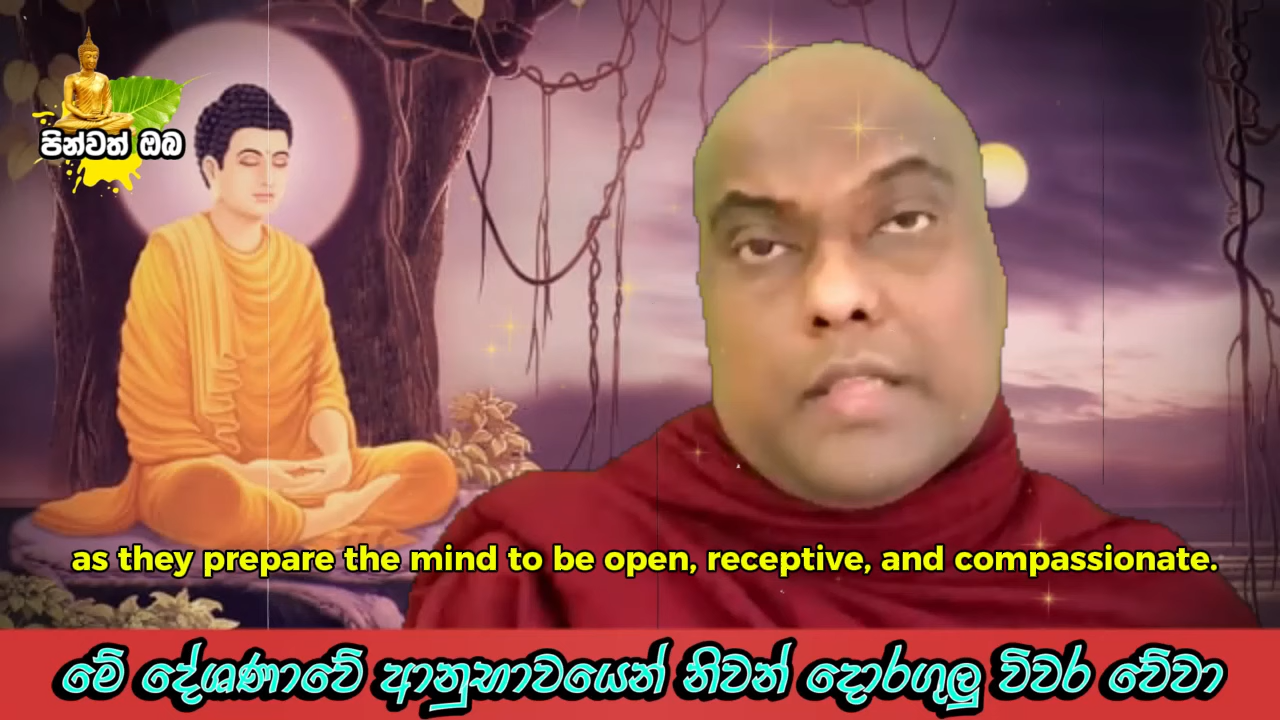 පින්වත් ඔබ
as they prepare the mind to be open, receptive, and compassionate.
මේ දේශණාවේ ආනුභාවයෙන් නිවන් දොරගුලු විවර වේවා